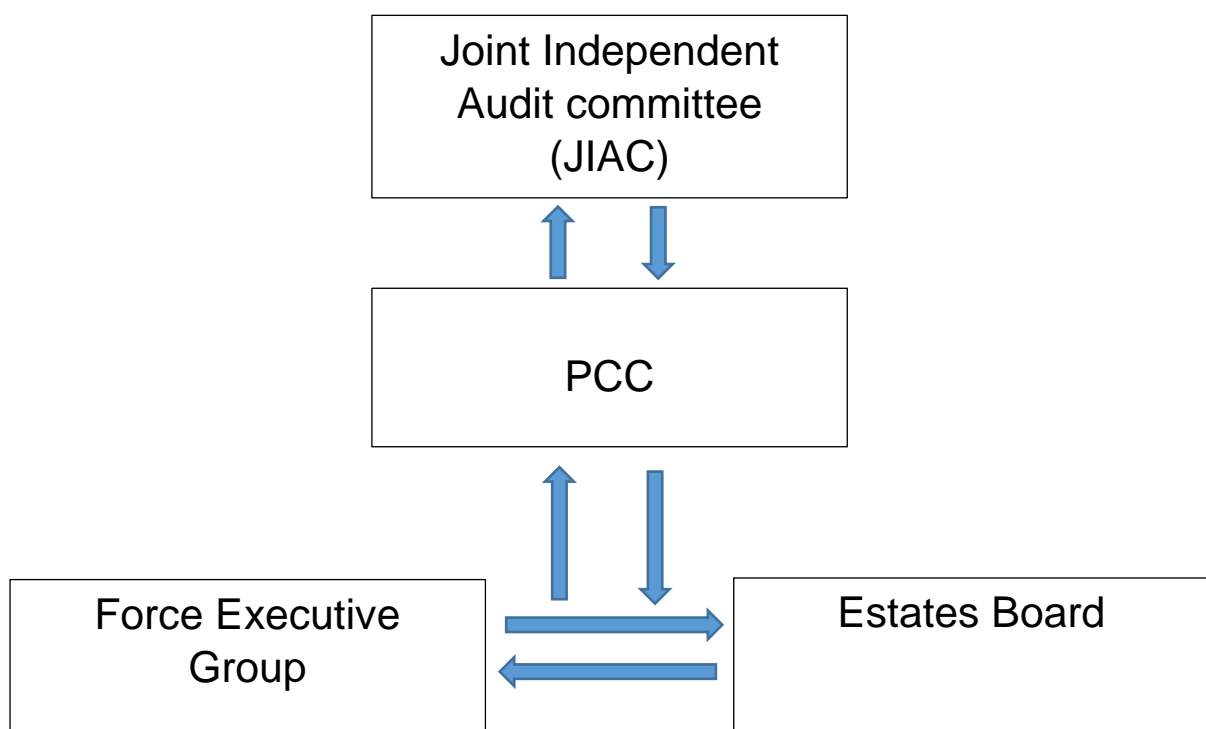 Joint Independent
Audit committee
(JIAC)
PCC
Force Executive
Group
Estates Board